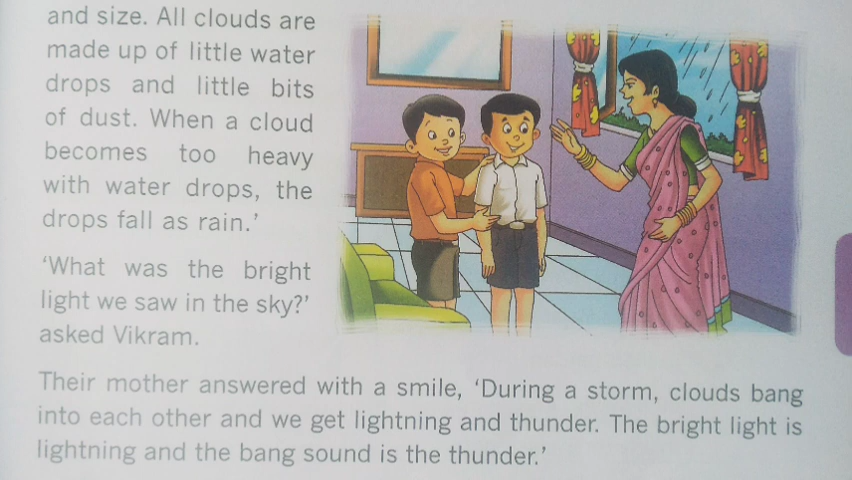 and size. All clouds are
made up of little water
drops and little bits
of dust. When a cloud
becomes too heavy
with water drops, the
drops fall as rain.’
‘What was the bright
light we saw in the sky?’
asked Vikram.
Their mother answered with a smile, ‘During a storm, clouds bang
into each other and we get lightning and thunder. The bright light is
lightning and the bang sound is the thunder.’